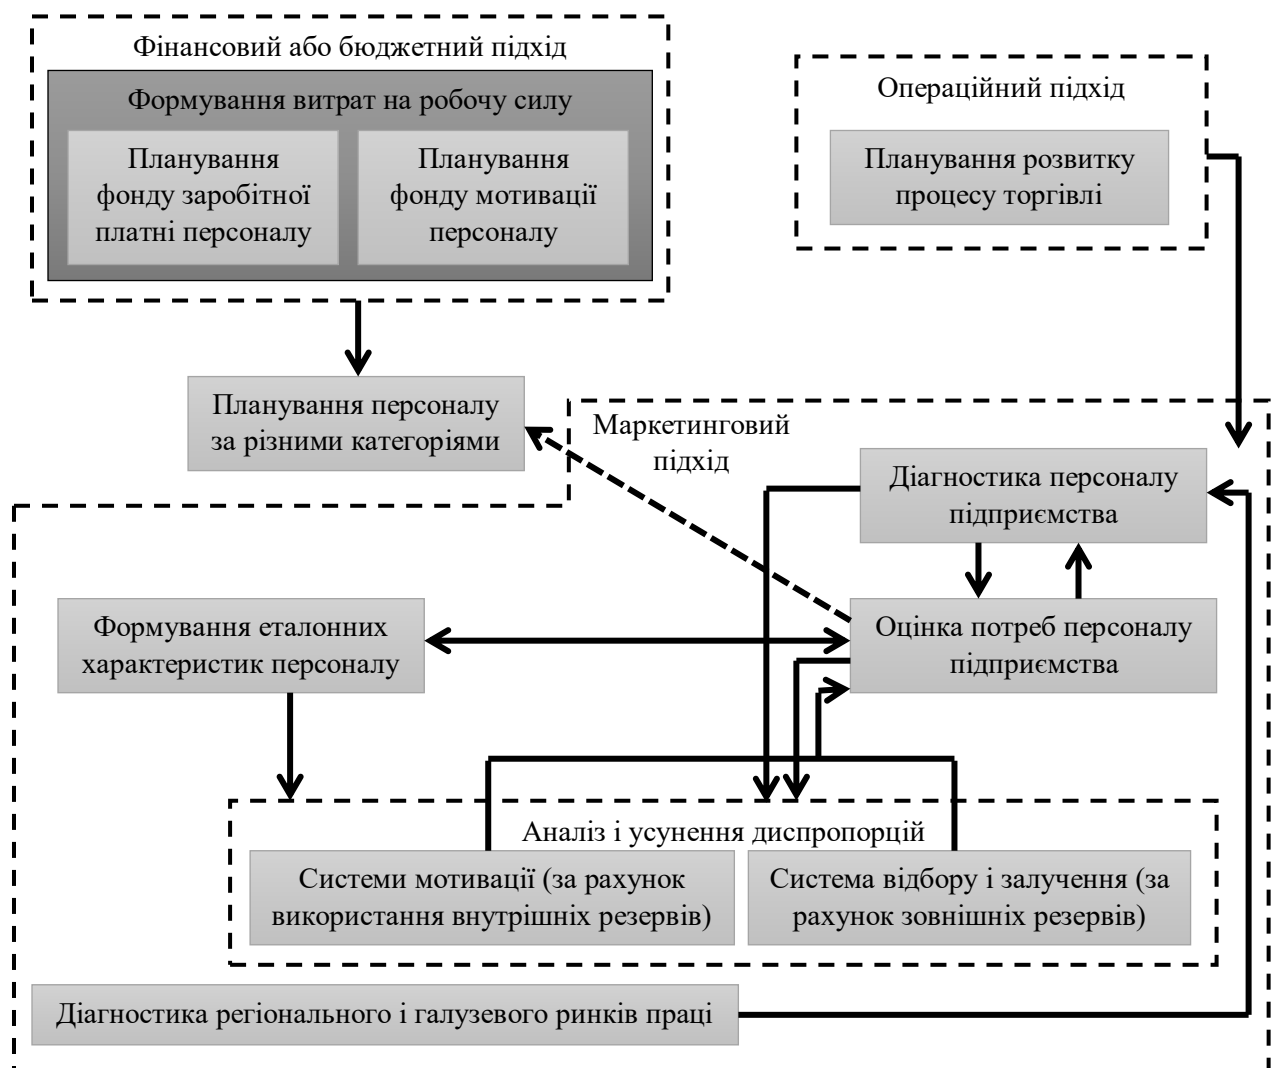 Фінансовий або бюджетний підхід
Формування витрат на робочу силу
Планування
фонду заробітної
платні персоналу
Планування
фонду мотивації
персоналу
Операційний підхід
Планування розвитку
процесу торгівлі
Планування персоналу
за різними категоріями
Маркетинговий
підхід
Діагностика персоналу
підприємства
Формування еталонних
характеристик персоналу
Оцінка потреб персоналу
підприємства
Аналіз і усунення диспропорцій
Системи мотивації (за рахунок
використання внутрішніх резервів)
Система відбору і залучення (за
рахунок зовнішніх резервів)
Діагностика регіонального і галузевого ринків праці